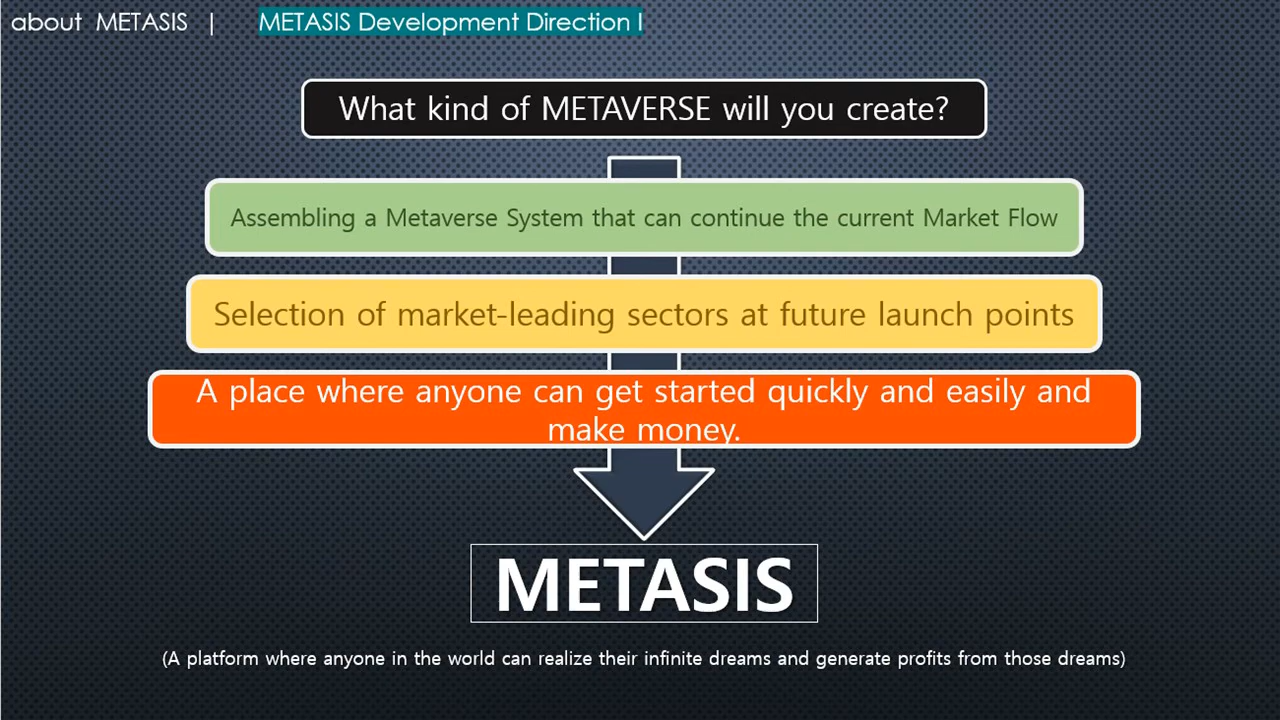 about METASIS | METASIS Development Direction I
What kind of METAVERSE will you create?
Assembling a Metaverse System that can continue the current Market Flow
Selection of market-leading sectors at future launch points
A place where anyone can get started quickly and easily and
make money.
METASIS
(A platform where anyone in the world can realize their infinite dreams and generate profits from those dreams)